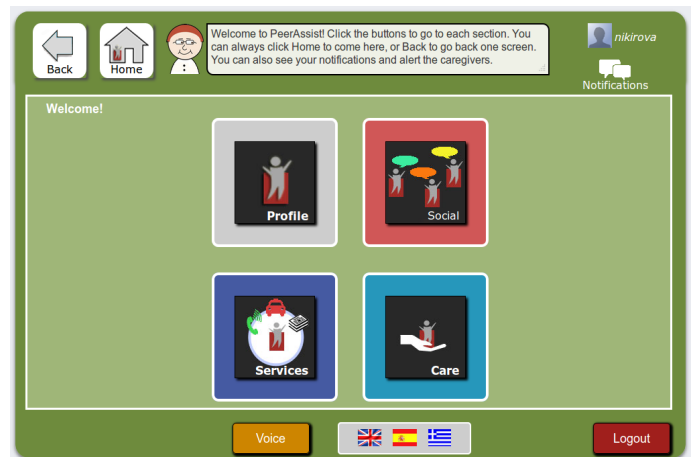 Welcome to PeerAssist! Click the buttons to go to each section. You
can always click Home to come here, or Back to go back one screen.
You can also see your notifications and alert the caregivers.
nikirova
Back
Home
Notifications
Welcome!
Profile
Social
Services
Care
Voice
Logout